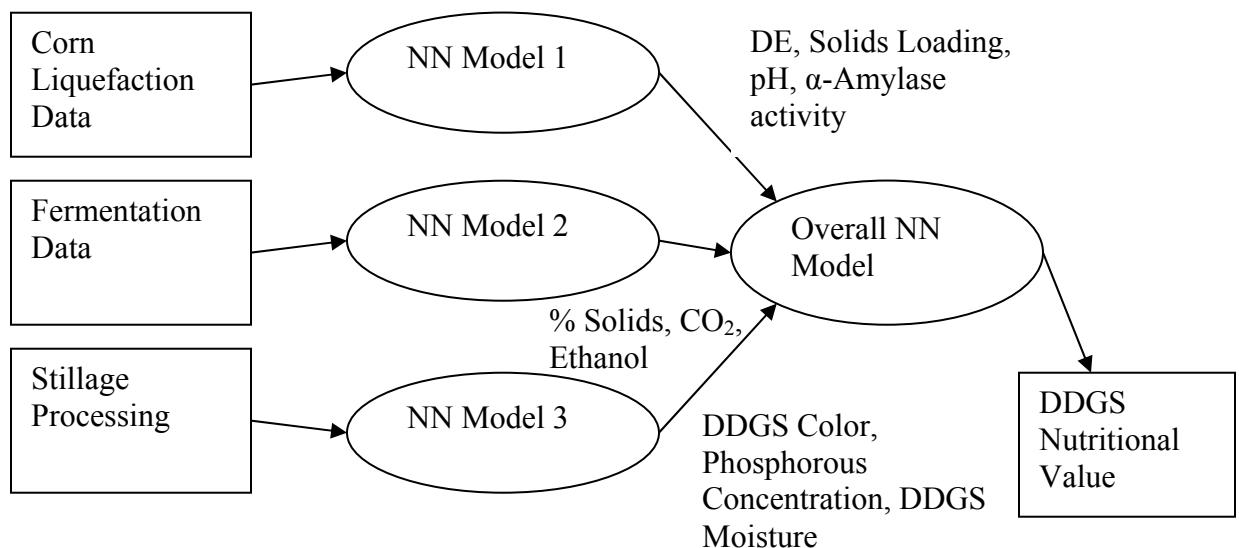 Corn
Liquefaction
Data
NN Model 1
DE, Solids Loading,
pH, α-Amylase
activity
Fermentation
Data
NN Model 2
Overall NN
Model
% Solids, CO₂,
Ethanol
Stillage
Processing
NN Model 3
DDGS Color,
Phosphorous
Concentration, DDGS
Moisture
DDGS
Nutritional
Value